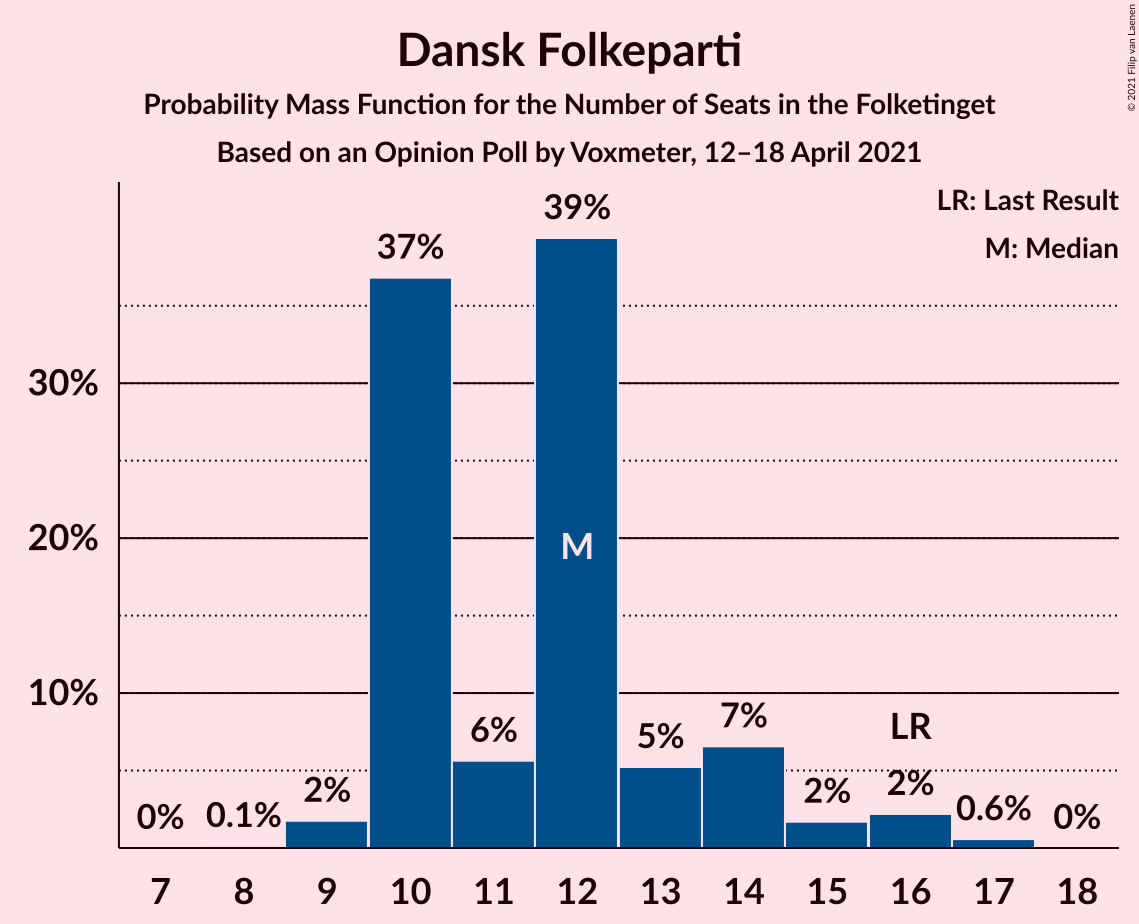 Dansk Folkeparti
Probability Mass Function for the Number of Seats in the Folketinget
Based on an Opinion Poll by Voxmeter, 12–18 April 2021
© 2021 Filip van Laenen
LR: Last Result
M: Median
39%
37%
30%
20%
M
10%
7%
LR
6%
5%
2%
2%
2%
0.6%
0%
0.1%
0%
7 8 9 10 11 12 13 14 15 16 17 18